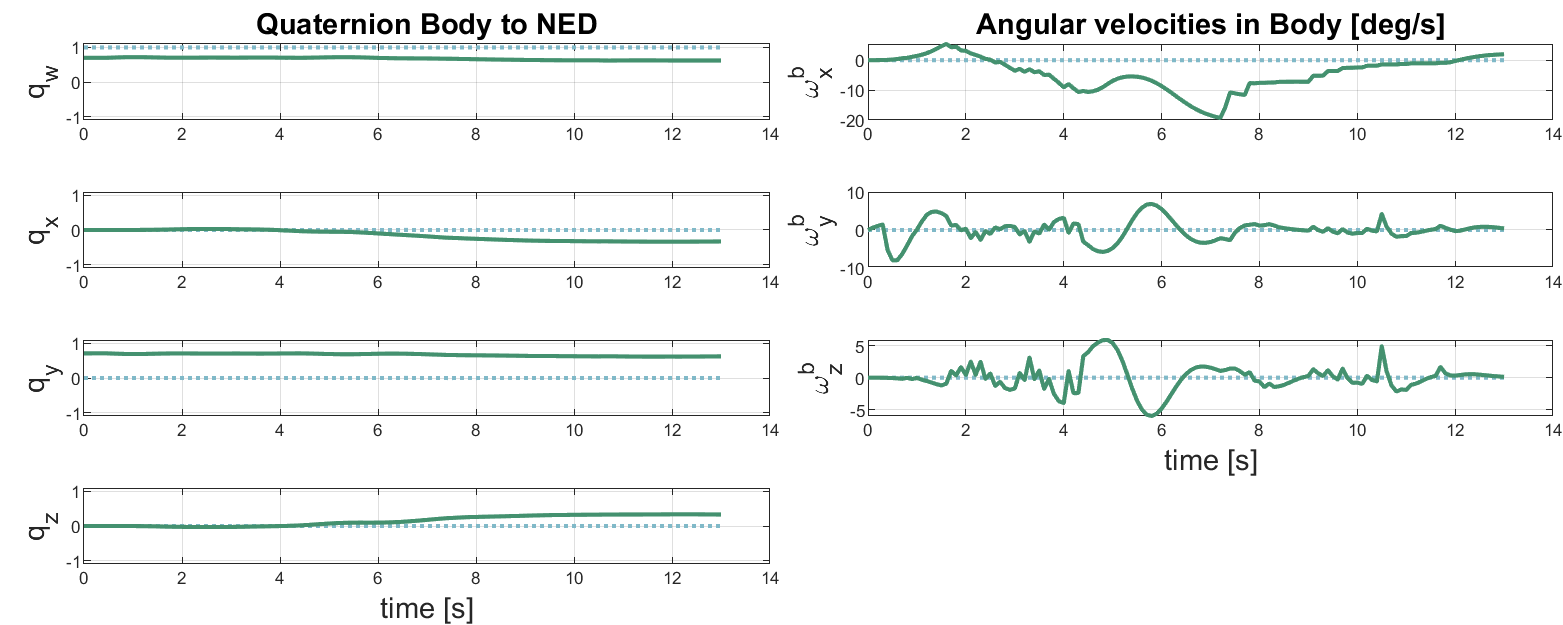 Quaternion Body to NED
q_w
1
0
-1
0 2 4 6 8 10 12 14
q_x
1
0
-1
0 2 4 6 8 10 12 14
q_y
1
0
-1
0 2 4 6 8 10 12 14
q_z
1
0
-1
0 2 4 6 8 10 12 14
time [s]
Angular velocities in Body [deg/s]
ω_x^b
0
-10
-20
0 2 4 6 8 10 12 14
ω_y^b
10
0
-10
0 2 4 6 8 10 12 14
ω_z^b
5
0
-5
0 2 4 6 8 10 12 14
time [s]